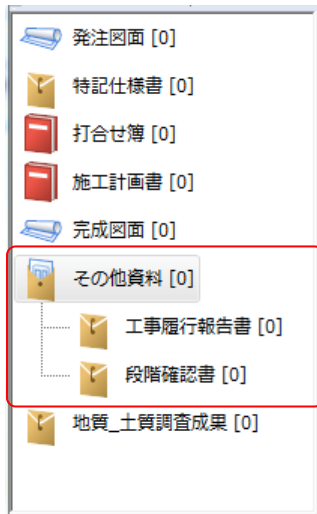 発注図面 [0]
特記仕様書 [0]
打合せ簿 [0]
施工計画書 [0]
完成図面 [0]
その他資料 [0]
工事履行報告書 [0]
段階確認書 [0]
地質_土質調査成果 [0]